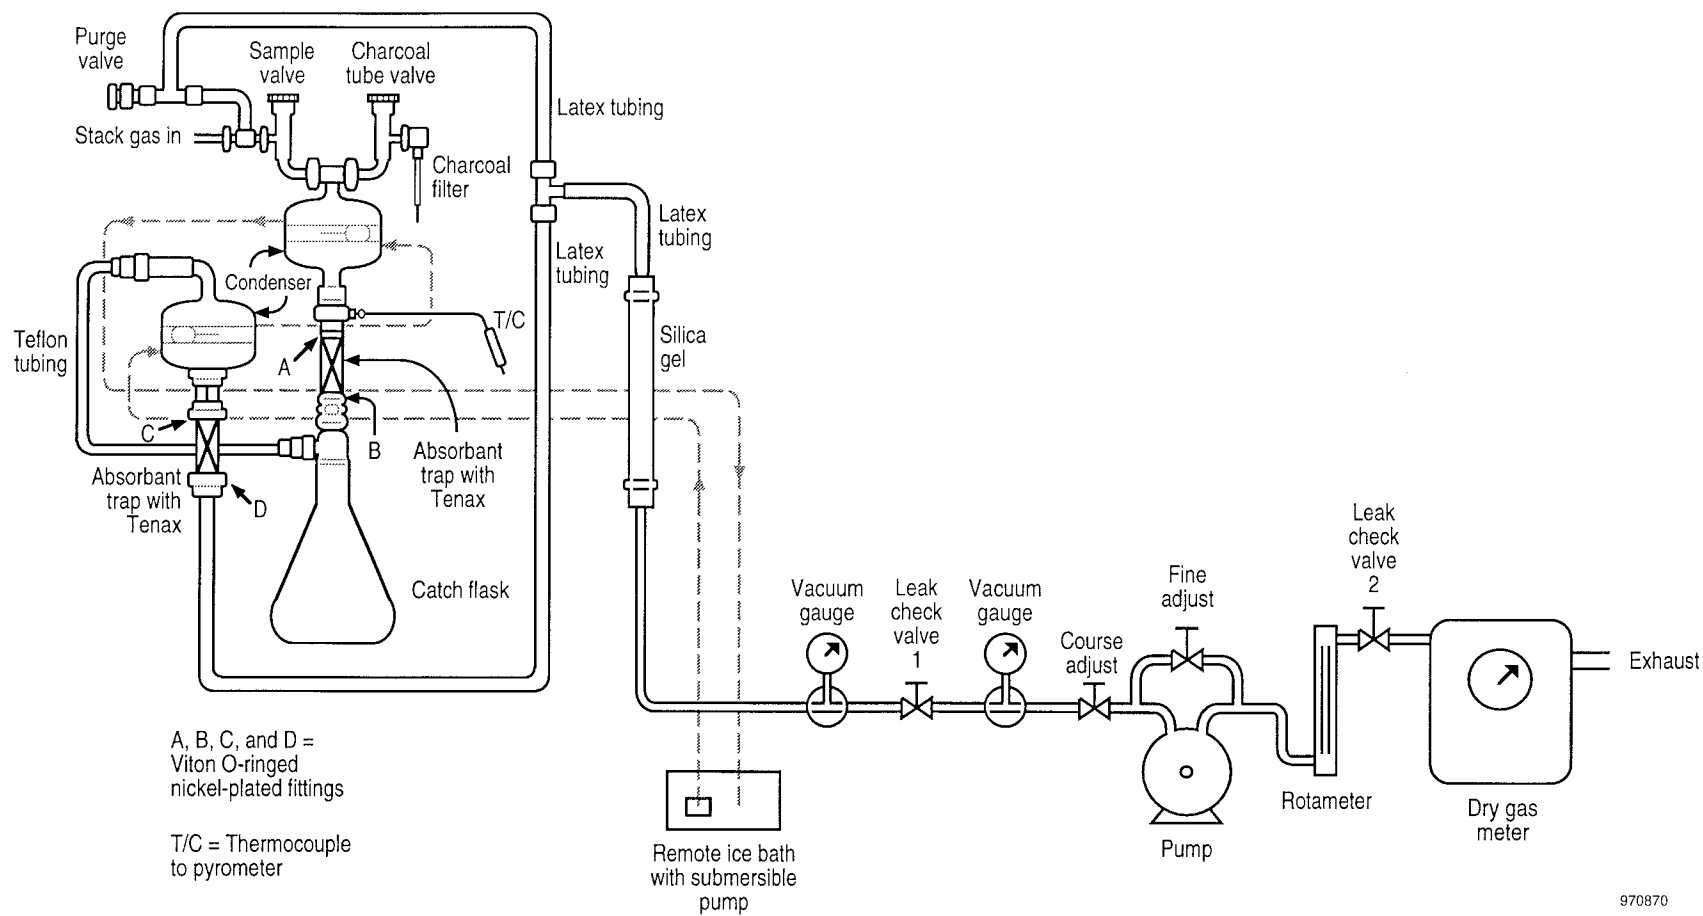 Purge
valve
Sample
valve
Charcoal
tube valve
Latex tubing
Stack gas in
Charcoal
filter
Latex
tubing
Latex
tubing
Condenser
T/C
Teflon
tubing
Silica
gel
A
C
B
Absorbant
trap with
Tenax
Absorbant
trap with
Tenax
D
Catch flask
Vacuum
gauge
Leak
check
valve
1
Vacuum
gauge
Course
adjust
Fine
adjust
Leak
check
valve
2
Exhaust
A, B, C, and D =
Viton O-ringed
nickel-plated fittings
T/C = Thermocouple
to pyrometer
Remote ice bath
with submersible
pump
Pump
Rotameter
Dry gas
meter
970870